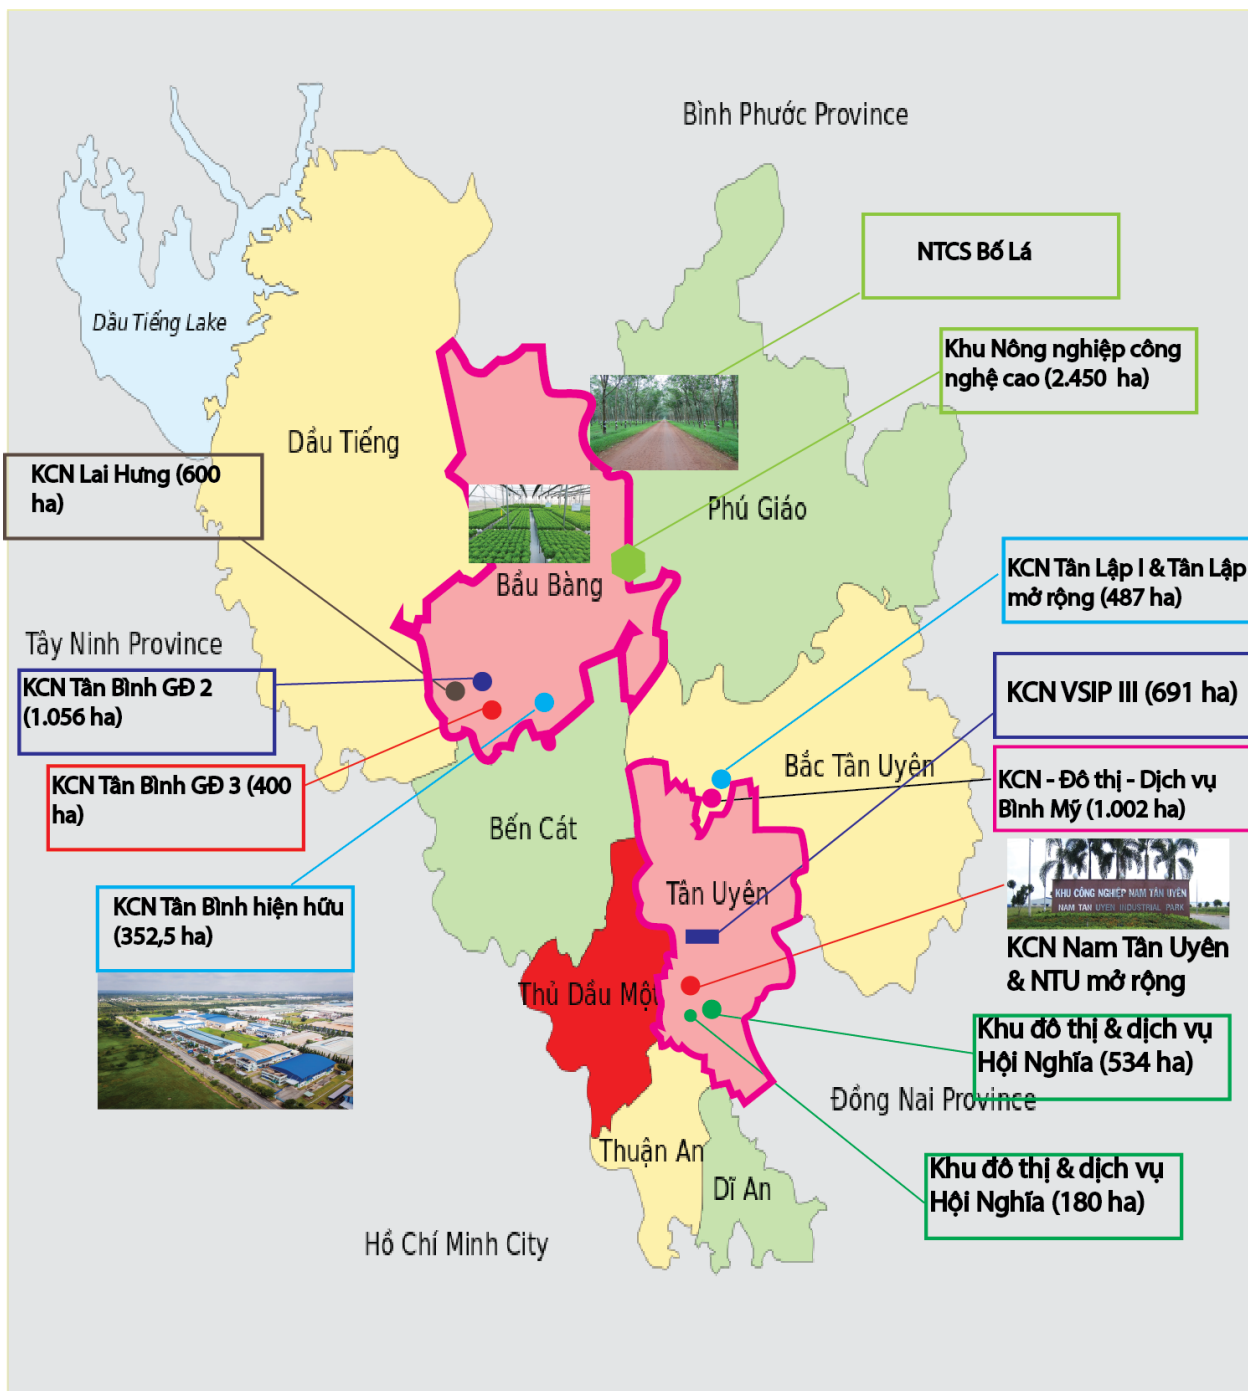 Bình Phước Province
NTCS Bố Lá
Dầu Tiếng Lake
Khu Nông nghiệp công
nghệ cao (2.450 ha)
Dầu Tiếng
KCN Lai Hưng (600
ha)
Phú Giáo
KCN Tân Lập I & Tân Lập
mở rộng (487 ha)
Bầu Bàng
Tây Ninh Province
KCN Tân Bình GĐ 2
(1.056 ha)
KCN VSIP III (691 ha)
Bắc Tân Uyên
KCN - Đô thị - Dịch vụ
Bình Mỹ (1.002 ha)
KCN Tân Bình GĐ 3 (400
ha)
Bến Cát
Tân Uyên
KHU CÔNG NGHIỆP NAM TÂN UYÊN
NAM TAN UYEN INDUSTRIAL PARK
KCN Tân Bình hiện hữu
(352,5 ha)
KCN Nam Tân Uyên
& NTU mở rộng
Thủ Dầu Một
Khu đô thị & dịch vụ
Hội Nghĩa (534 ha)
Đồng Nai Province
Thuận An
Khu đô thị & dịch vụ
Hội Nghĩa (180 ha)
Dĩ An
Hồ Chí Minh City